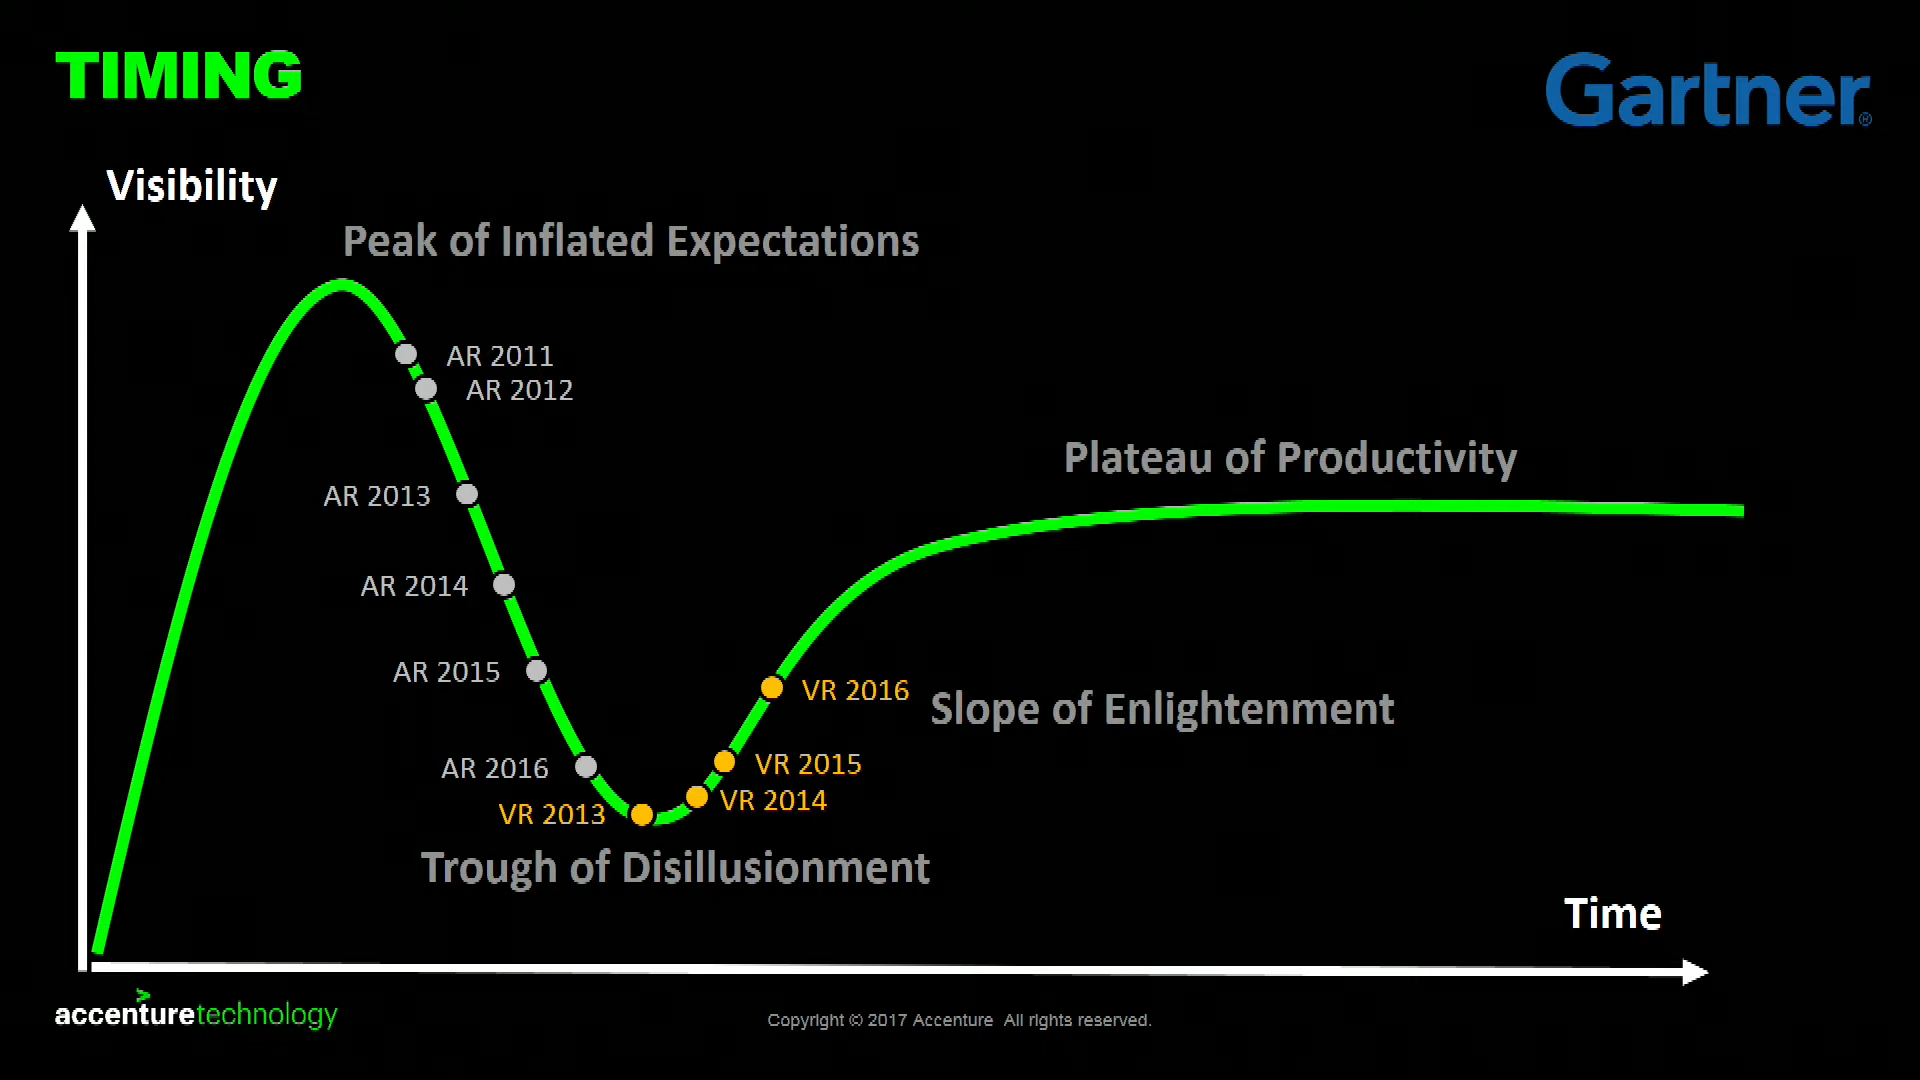 TIMING
Gartner®
Visibility
Peak of Inflated Expectations
AR 2011
AR 2012
Plateau of Productivity
AR 2013
AR 2014
AR 2015
VR 2016
Slope of Enlightenment
AR 2016
VR 2015
VR 2014
VR 2013
Trough of Disillusionment
Time
accenturetechnology
Copyright © 2017 Accenture All rights reserved.